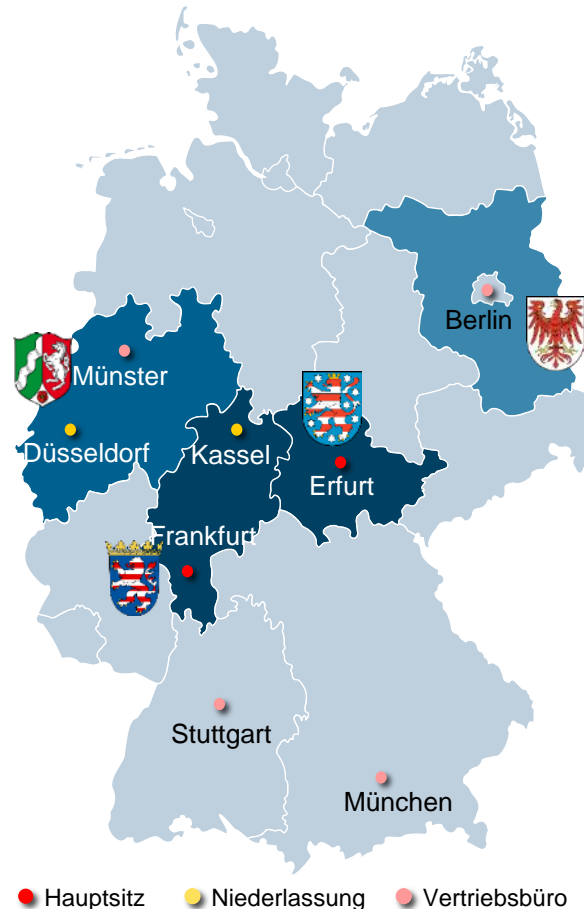 Berlin
Münster
Düsseldorf
Kassel
Erfurt
Frankfurt
Stuttgart
München
Hauptsitz Niederlassung Vertriebsbüro